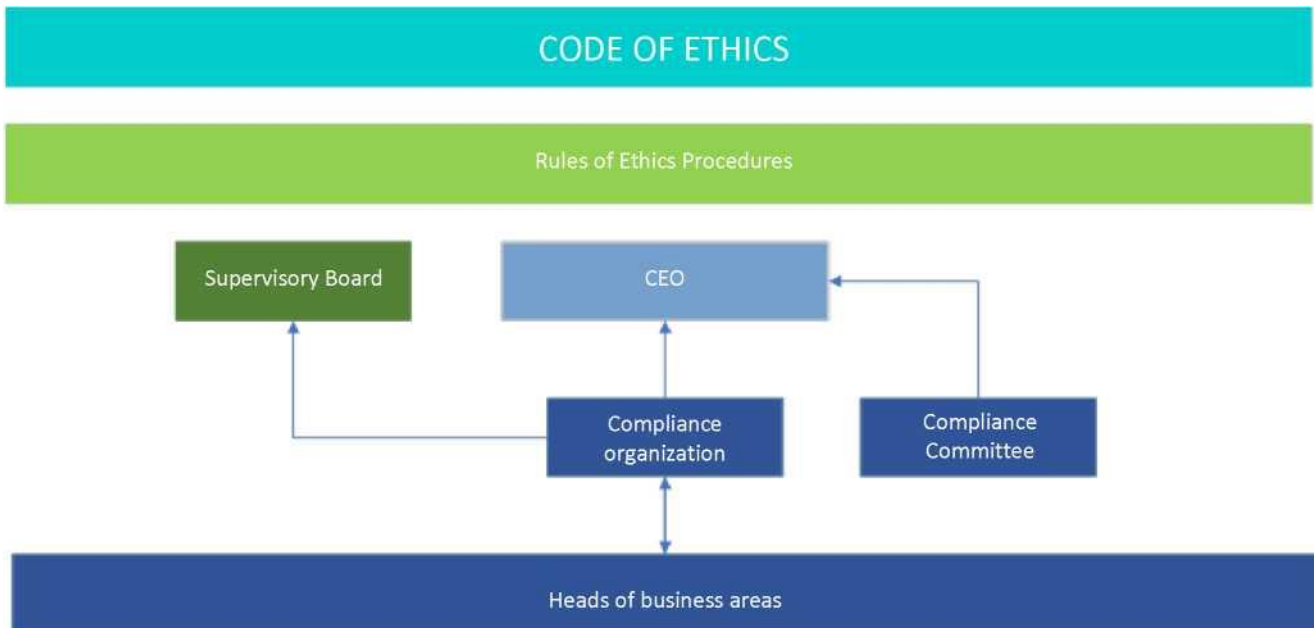 CODE OF ETHICS
Rules of Ethics Procedures
Supervisory Board
CEO
Compliance
organization
Compliance
Committee
Heads of business areas